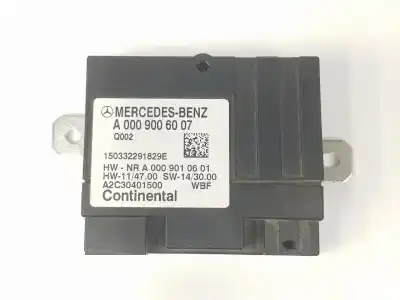 MERCEDES-BENZ
A 000 900 60 07
Q002
150332291829E
HW - NR A 000 901 06 01
HW-11/47.00 SW-14/30.00
A2C30401500 WBF
Continental